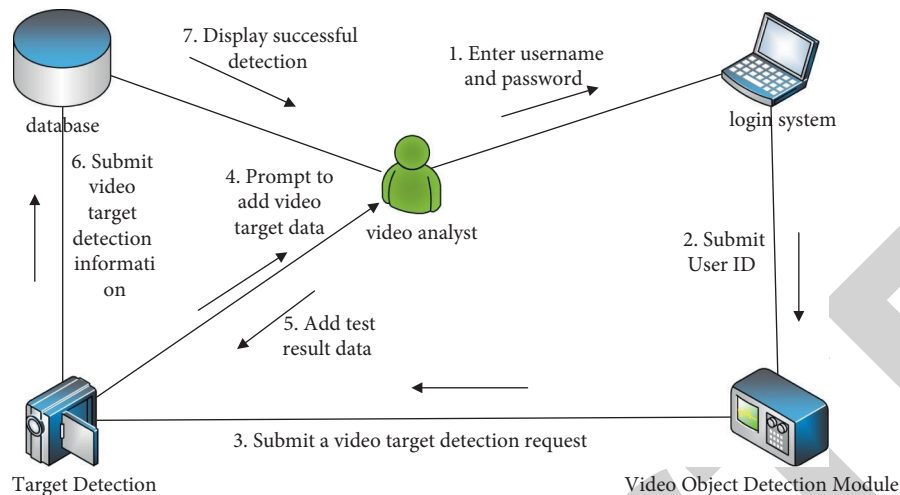 7. Display successful
detection
1. Enter username
and password
database
login system
6. Submit
video
target
detection
informati
on
4. Prompt to
add video
target data
video analyst
2. Submit
User ID
5. Add test
result data
3. Submit a video target detection request
Target Detection
Video Object Detection Module